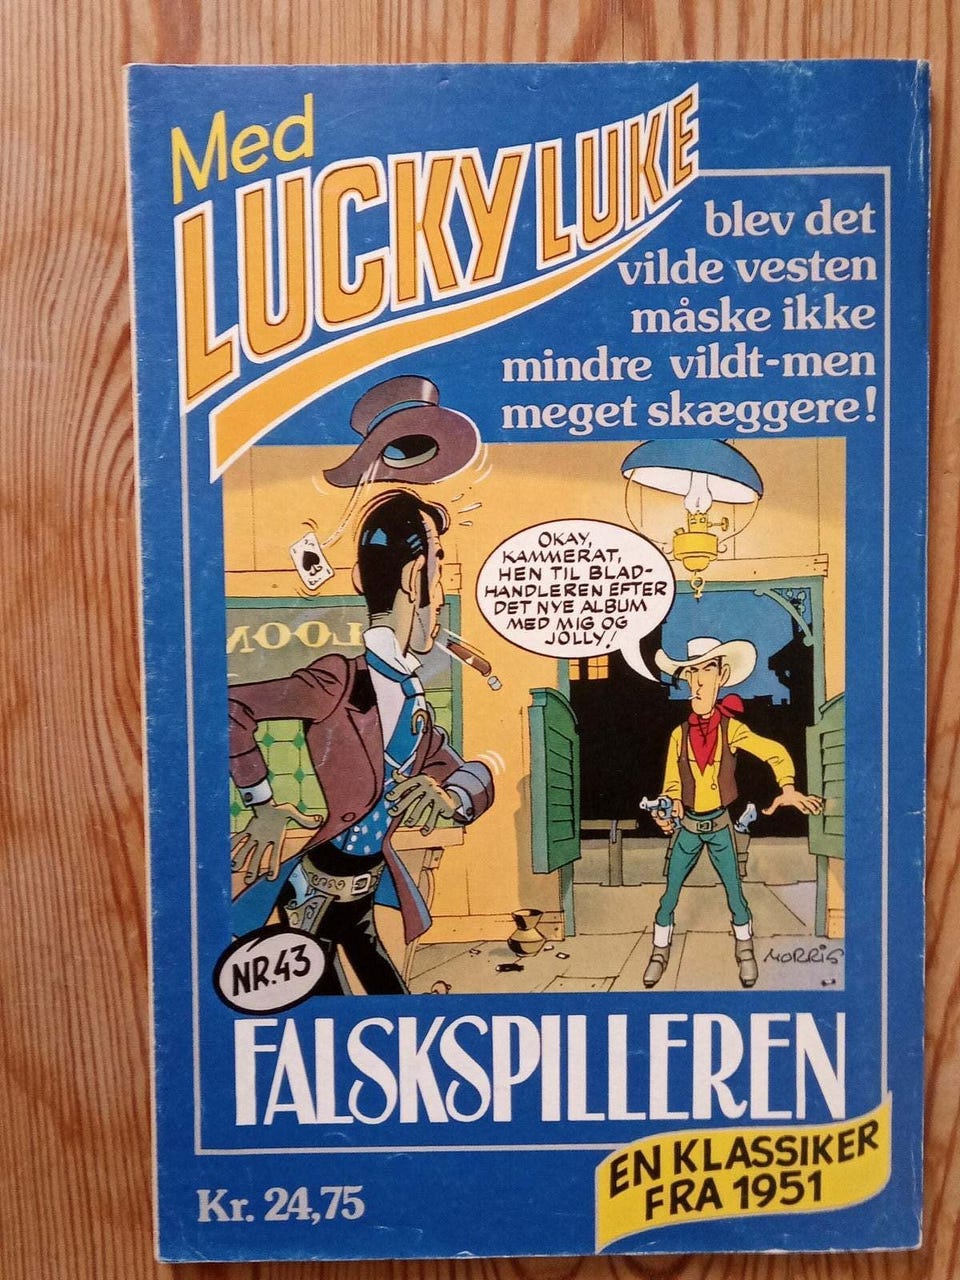 Med
LUCKY LUKE
blev det
vilde vesten
måske ikke
mindre vildt-men
meget skæggere!
OKAY,
KAMMERAT,
HEN TIL BLAD-
HANDLEREN EFTER
DET NYE ALBUM
MED MIG OG
JOLLY!
LOON
MORRIS
NR.43
FALSKSPILLEREN
EN KLASSIKER
FRA 1951
Kr. 24,75